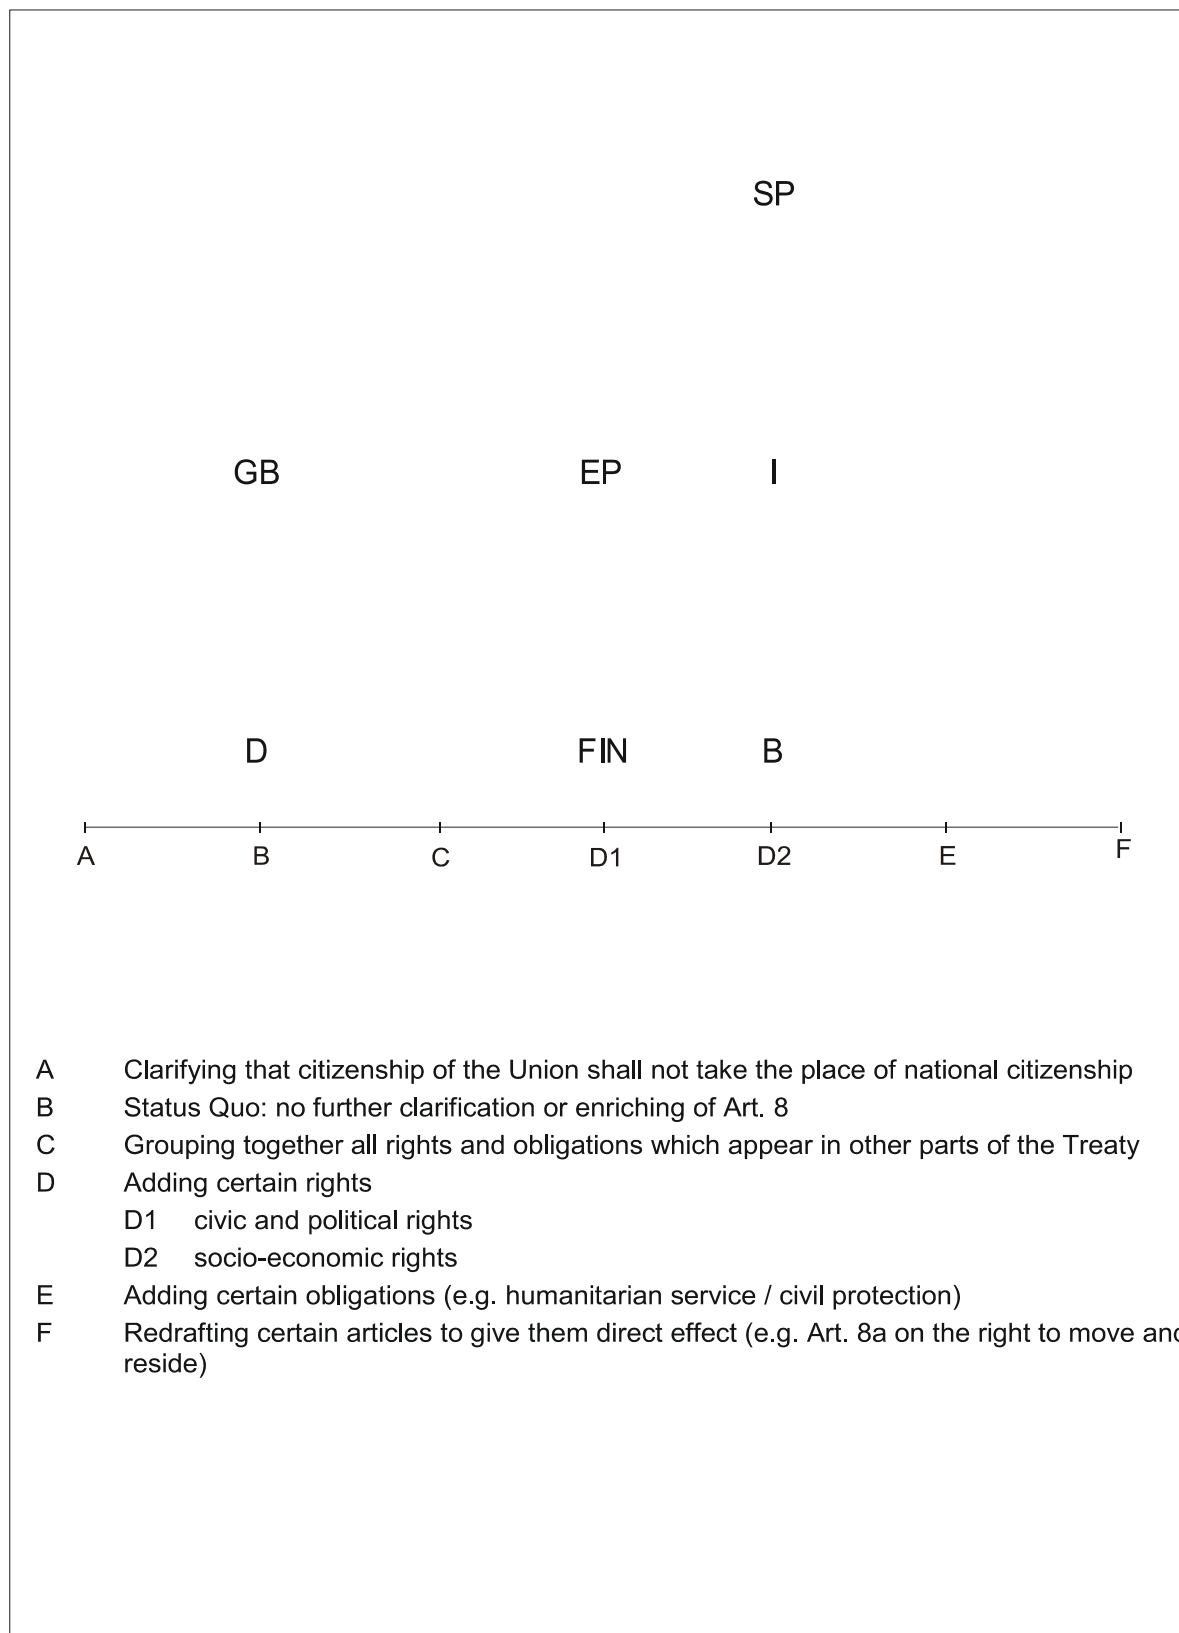 SP
GB EP I
D FIN B
A B C D1 D2 E F
A Clarifying that citizenship of the Union shall not take the place of national citizenship
B Status Quo: no further clarification or enriching of Art. 8
C Grouping together all rights and obligations which appear in other parts of the Treaty
D Adding certain rights
D1 civic and political rights
D2 socio-economic rights
E Adding certain obligations (e.g. humanitarian service / civil protection)
F Redrafting certain articles to give them direct effect (e.g. Art. 8a on the right to move and
reside)